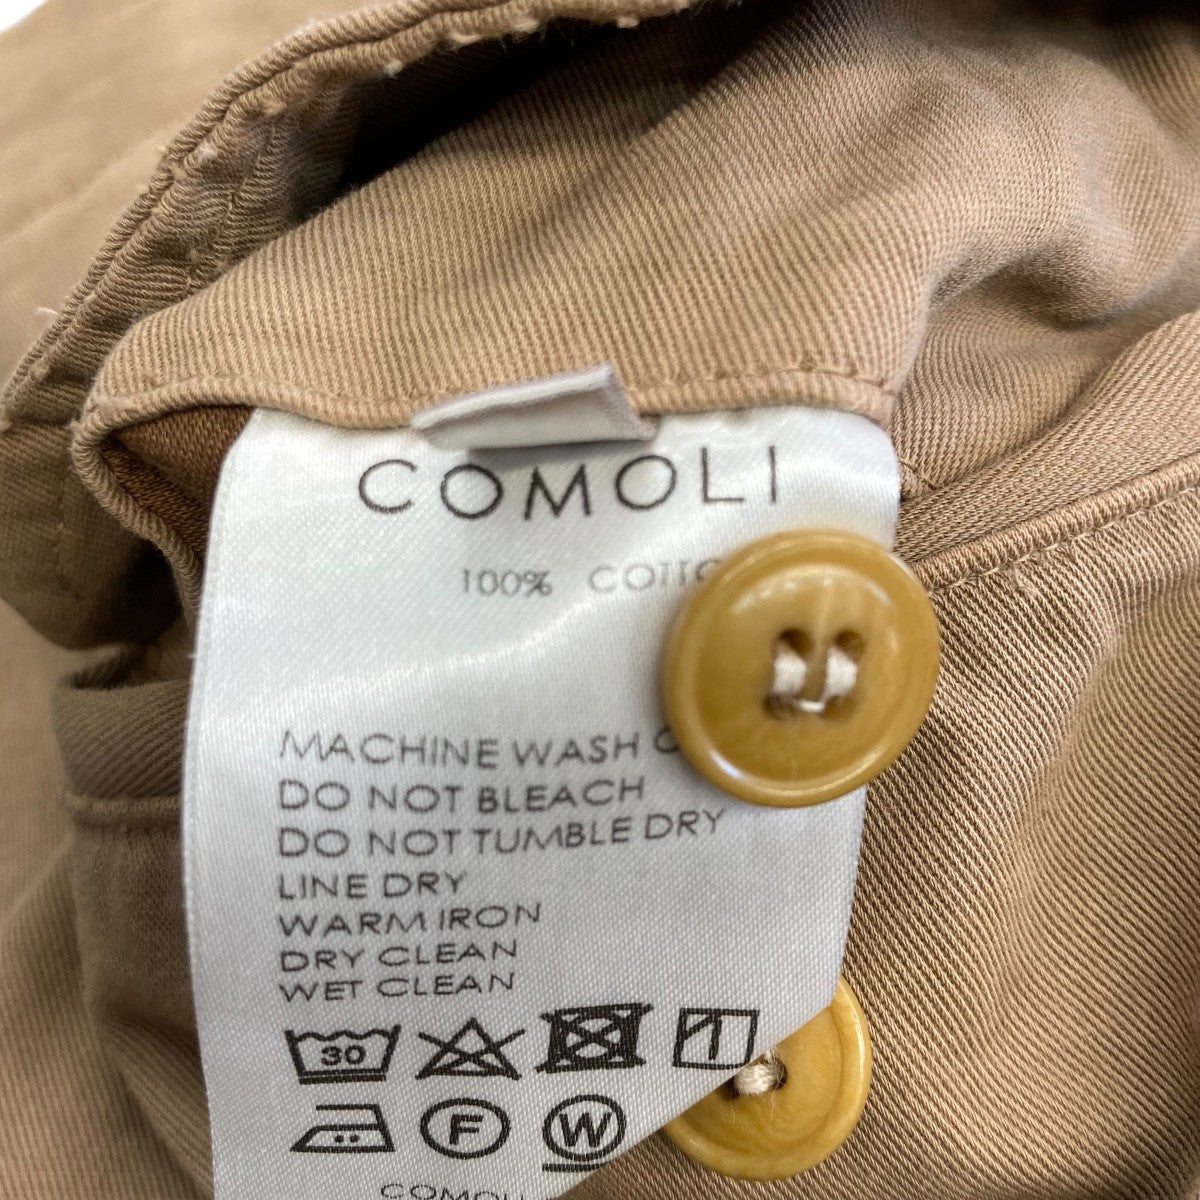 COMOLI
100%
MACHINE WASH
DO NOT BLEACH
DO NOT TUMBLE DRY
LINE DRY
WARM IRON
DRY CLEAN
WET CLEAN
30
F W
COMOLI